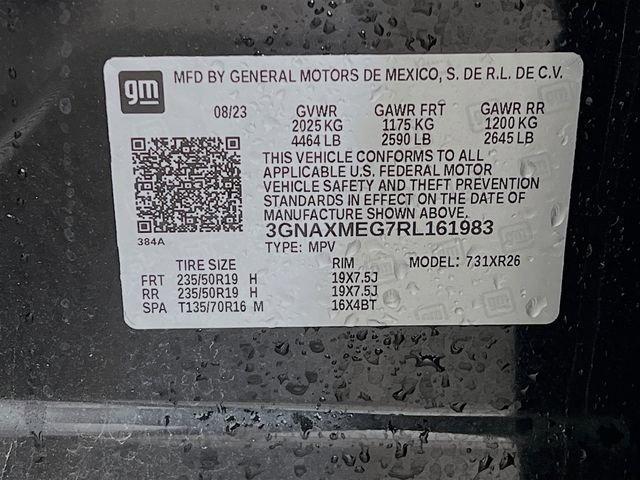 gm MFD BY GENERAL MOTORS DE MEXICO, S. DE R.L. DE C.V.
08/23 GVWR GAWR FRT GAWR RR
2025 KG 1175 KG 1200 KG
4464 LB 2590 LB 2645 LB
THIS VEHICLE CONFORMS TO ALL
APPLICABLE U.S. FEDERAL MOTOR
VEHICLE SAFETY AND THEFT PREVENTION
STANDARDS IN EFFECT ON THE DATE OF
MANUFACTURE SHOWN ABOVE.
3GNAXMEG7RL161983
384A TYPE: MPV
TIRE SIZE RIM MODEL: 731XR26
FRT 235/50R19 H 19X7.5J
RR 235/50R19 H 19X7.5J
SPA T135/70R16 M 16X4BT